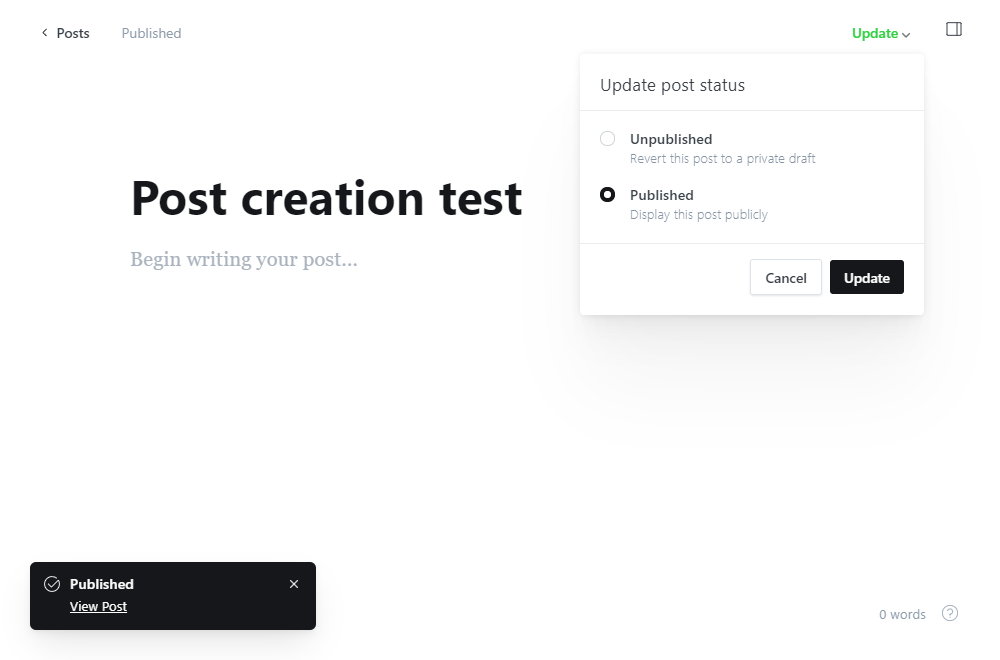 Posts
Published
Update
Update post status
Unpublished
Revert this post to a private draft
Published
Display this post publicly
Cancel
Update
Post creation test
Begin writing your post...
Published
View Post
0 words
?